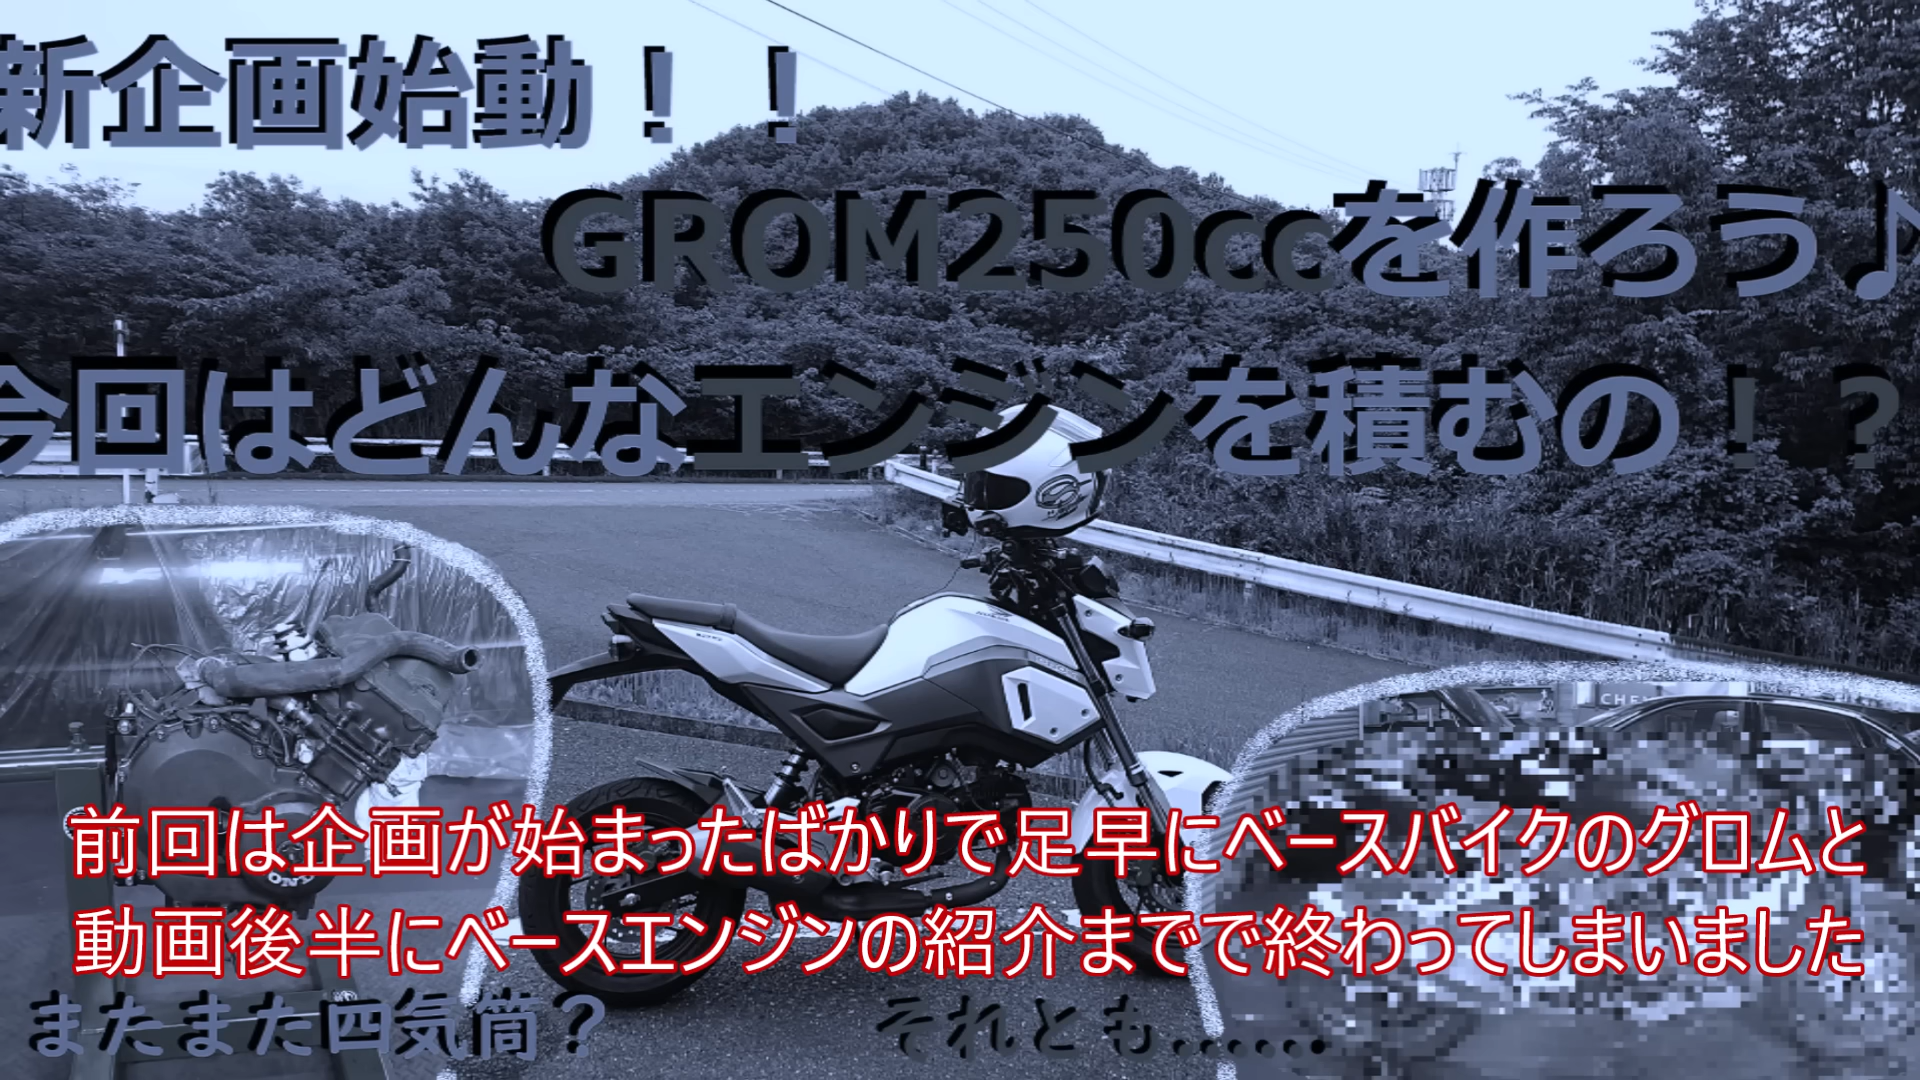 新企画始動！！
GROM250ccを作ろう♪
今回はどんなエンジンを積むの！？
CHE
前回は企画が始まったばかりで足早にベースバイクのグロムと
動画後半にベースエンジンの紹介までで終わってしまいました
またまた四気筒？
それとも……